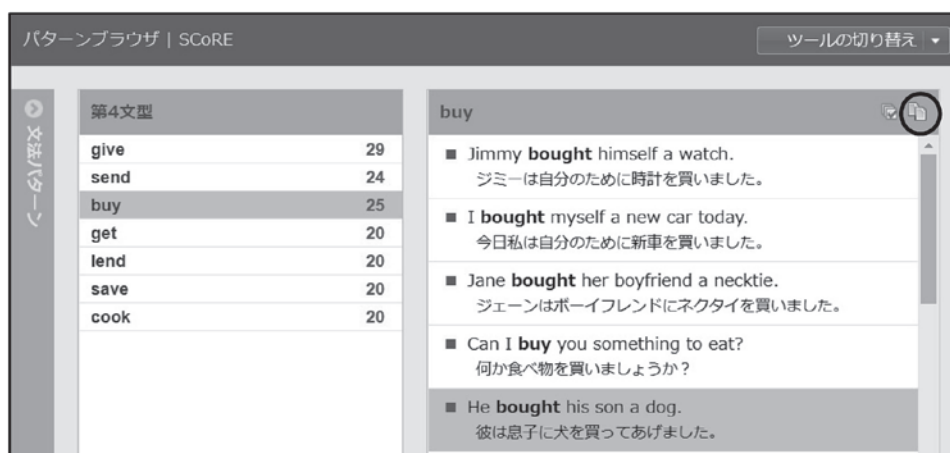 パターンブラウザ | SCoRE
ツールの切り替え
文法パターン
第4文型
give 29
send 24
buy 25
get 20
lend 20
save 20
cook 20
buy
Jimmy bought himself a watch.
ジミーは自分のために時計を買いました。
I bought myself a new car today.
今日私は自分のために新車を買いました。
Jane bought her boyfriend a necktie.
ジェーンはボーイフレンドにネクタイを買いました。
Can I buy you something to eat?
何か食べ物を買いましょうか？
He bought his son a dog.
彼は息子に犬を買ってあげました。